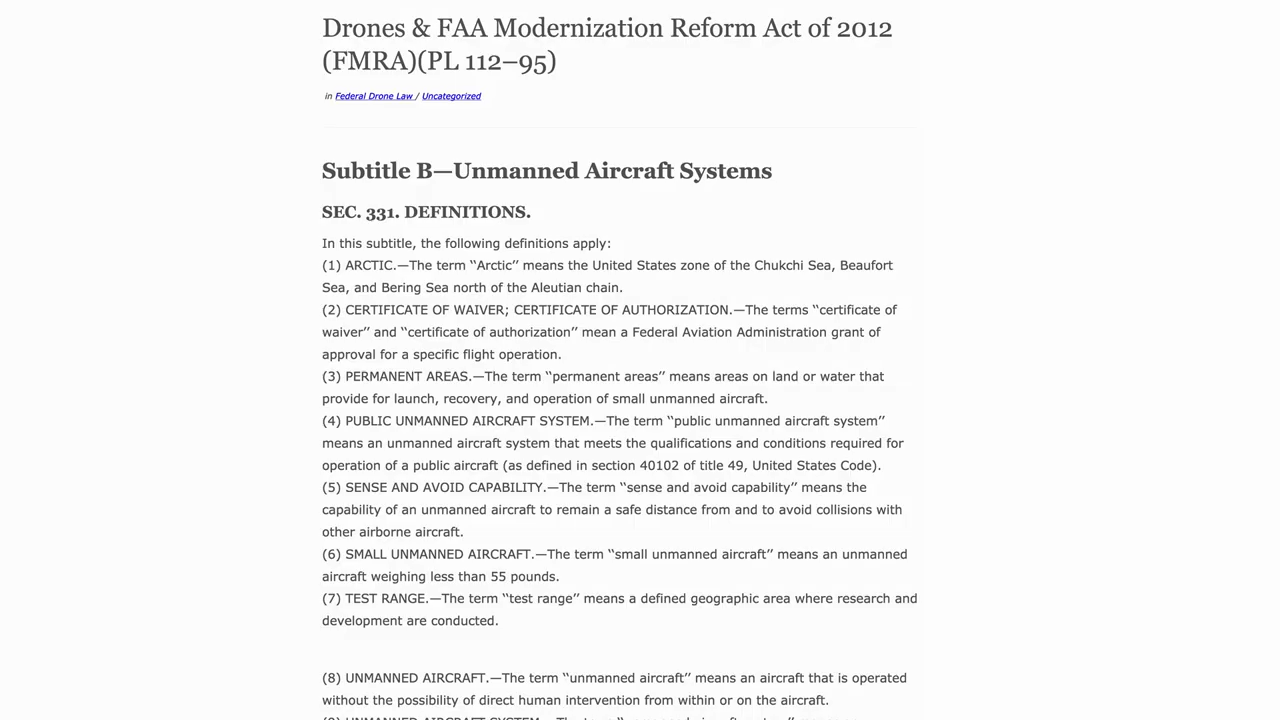 Drones & FAA Modernization Reform Act of 2012
(FMRA)(PL 112–95)
in Federal Drone Law / Uncategorized
Subtitle B—Unmanned Aircraft Systems
SEC. 331. DEFINITIONS.
In this subtitle, the following definitions apply:
(1) ARCTIC.—The term ‘‘Arctic’’ means the United States zone of the Chukchi Sea, Beaufort
Sea, and Bering Sea north of the Aleutian chain.
(2) CERTIFICATE OF WAIVER; CERTIFICATE OF AUTHORIZATION.—The terms ‘‘certificate of
waiver’’ and ‘‘certificate of authorization’’ mean a Federal Aviation Administration grant of
approval for a specific flight operation.
(3) PERMANENT AREAS.—The term ‘‘permanent areas’’ means areas on land or water that
provide for launch, recovery, and operation of small unmanned aircraft.
(4) PUBLIC UNMANNED AIRCRAFT SYSTEM.—The term ‘‘public unmanned aircraft system’’
means an unmanned aircraft system that meets the qualifications and conditions required for
operation of a public aircraft (as defined in section 40102 of title 49, United States Code).
(5) SENSE AND AVOID CAPABILITY.—The term ‘‘sense and avoid capability’’ means the
capability of an unmanned aircraft to remain a safe distance from and to avoid collisions with
other airborne aircraft.
(6) SMALL UNMANNED AIRCRAFT.—The term ‘‘small unmanned aircraft’’ means an unmanned
aircraft weighing less than 55 pounds.
(7) TEST RANGE.—The term ‘‘test range’’ means a defined geographic area where research and
development are conducted.
(8) UNMANNED AIRCRAFT.—The term ‘‘unmanned aircraft’’ means an aircraft that is operated
without the possibility of direct human intervention from within or on the aircraft.